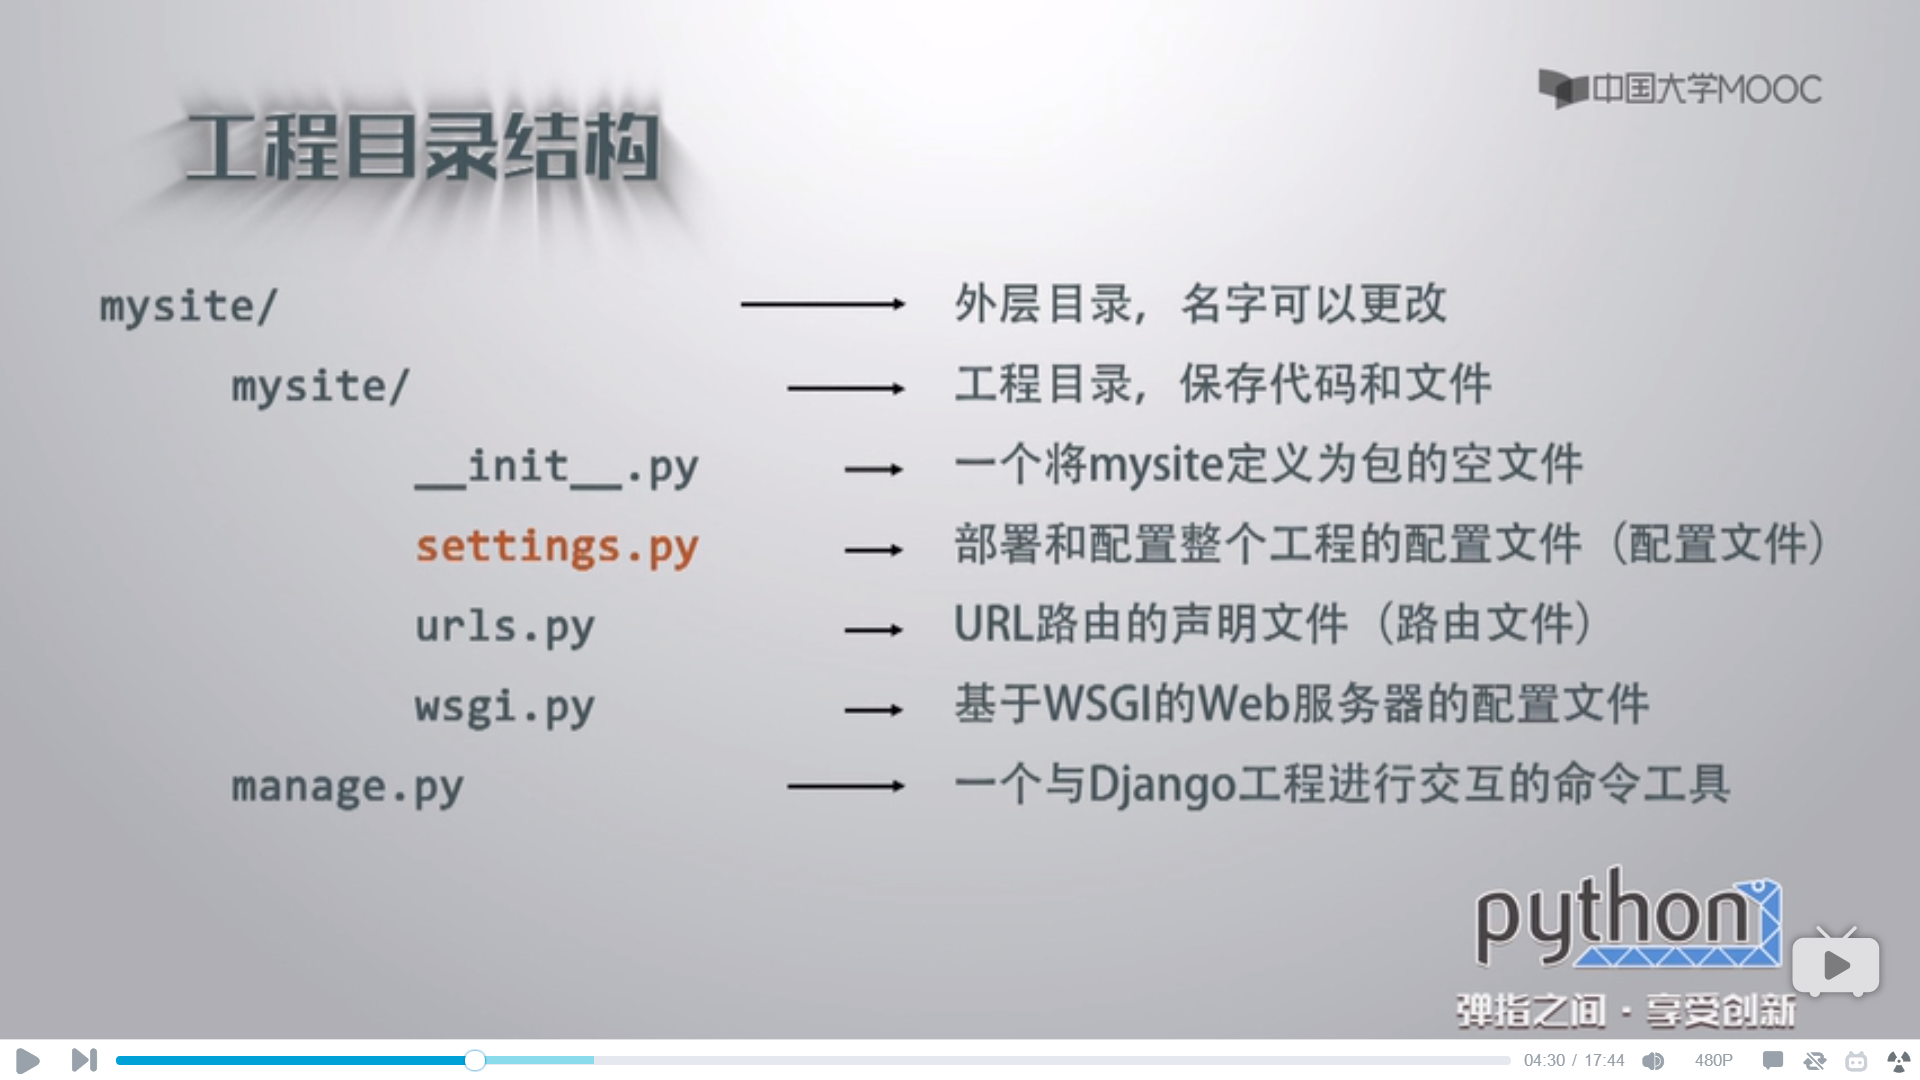 中国大学MOOC
工程目录结构
mysite/ 外层目录，名字可以更改
mysite/ 工程目录，保存代码和文件
__init__.py 一个将mysite定义为包的空文件
settings.py 部署和配置整个工程的配置文件（配置文件）
urls.py URL路由的声明文件（路由文件）
wsgi.py 基于WSGI的Web服务器的配置文件
manage.py 一个与Django工程进行交互的命令工具
python
弹指之间·享受创新
04:30 / 17:44 480P